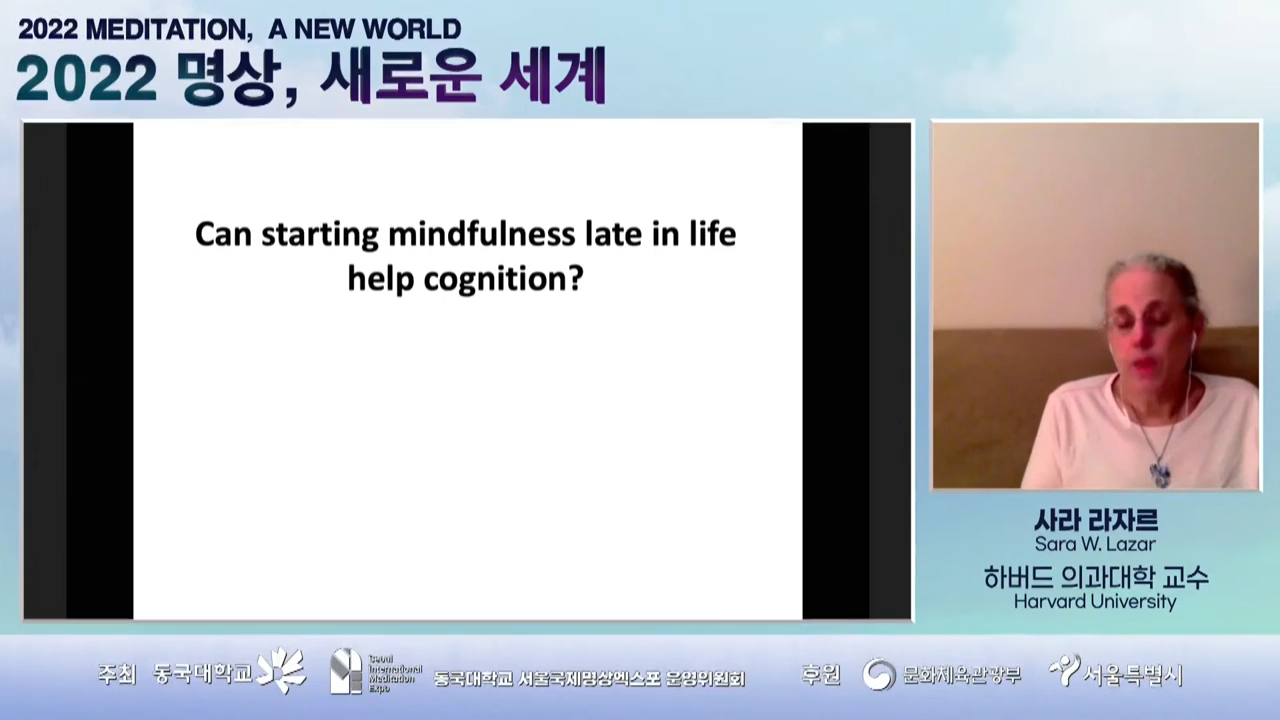 2022 MEDITATION, A NEW WORLD
2022 명상, 새로운 세계
Can starting mindfulness late in life
help cognition?
사라 라자르
Sara W. Lazar
하버드 의과대학 교수
Harvard University
주최 동국대학교
Seoul
International
Meditation
Expo
동국대학교 서울국제명상엑스포 운영위원회
후원 문화체육관광부 서울특별시